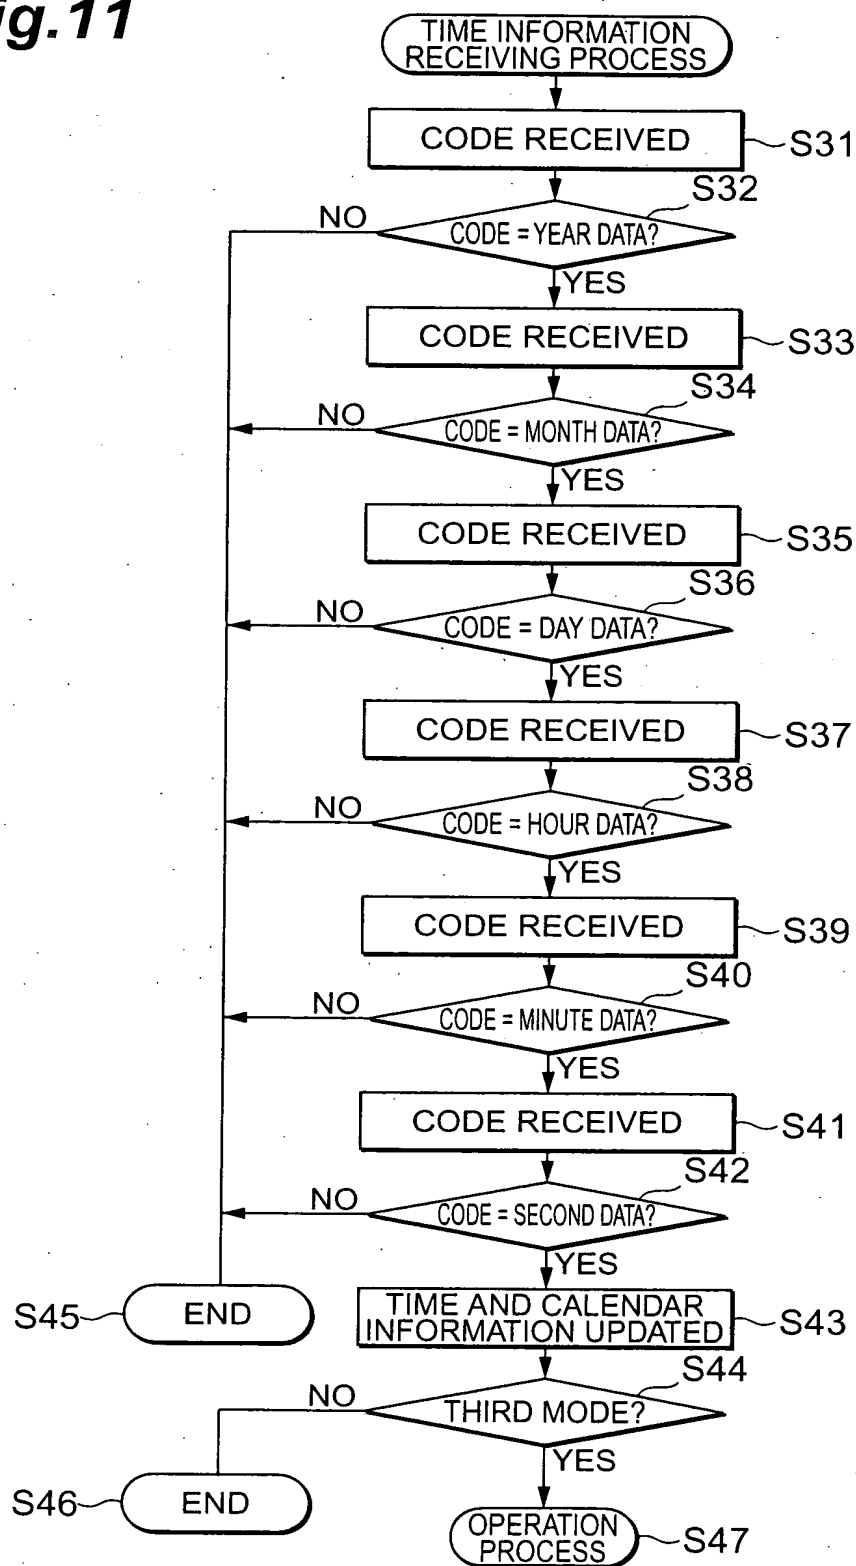 ig.11
TIME INFORMATION
RECEIVING PROCESS
CODE RECEIVED
S31
S32
NO
CODE = YEAR DATA?
YES
CODE RECEIVED
S33
S34
NO
CODE = MONTH DATA?
YES
CODE RECEIVED
S35
S36
NO
CODE = DAY DATA?
YES
CODE RECEIVED
S37
S38
NO
CODE = HOUR DATA?
YES
CODE RECEIVED
S39
S40
NO
CODE = MINUTE DATA?
YES
CODE RECEIVED
S41
S42
NO
CODE = SECOND DATA?
YES
S45
END
TIME AND CALENDAR
INFORMATION UPDATED
S43
S44
NO
THIRD MODE?
YES
S46
END
OPERATION
PROCESS
S47